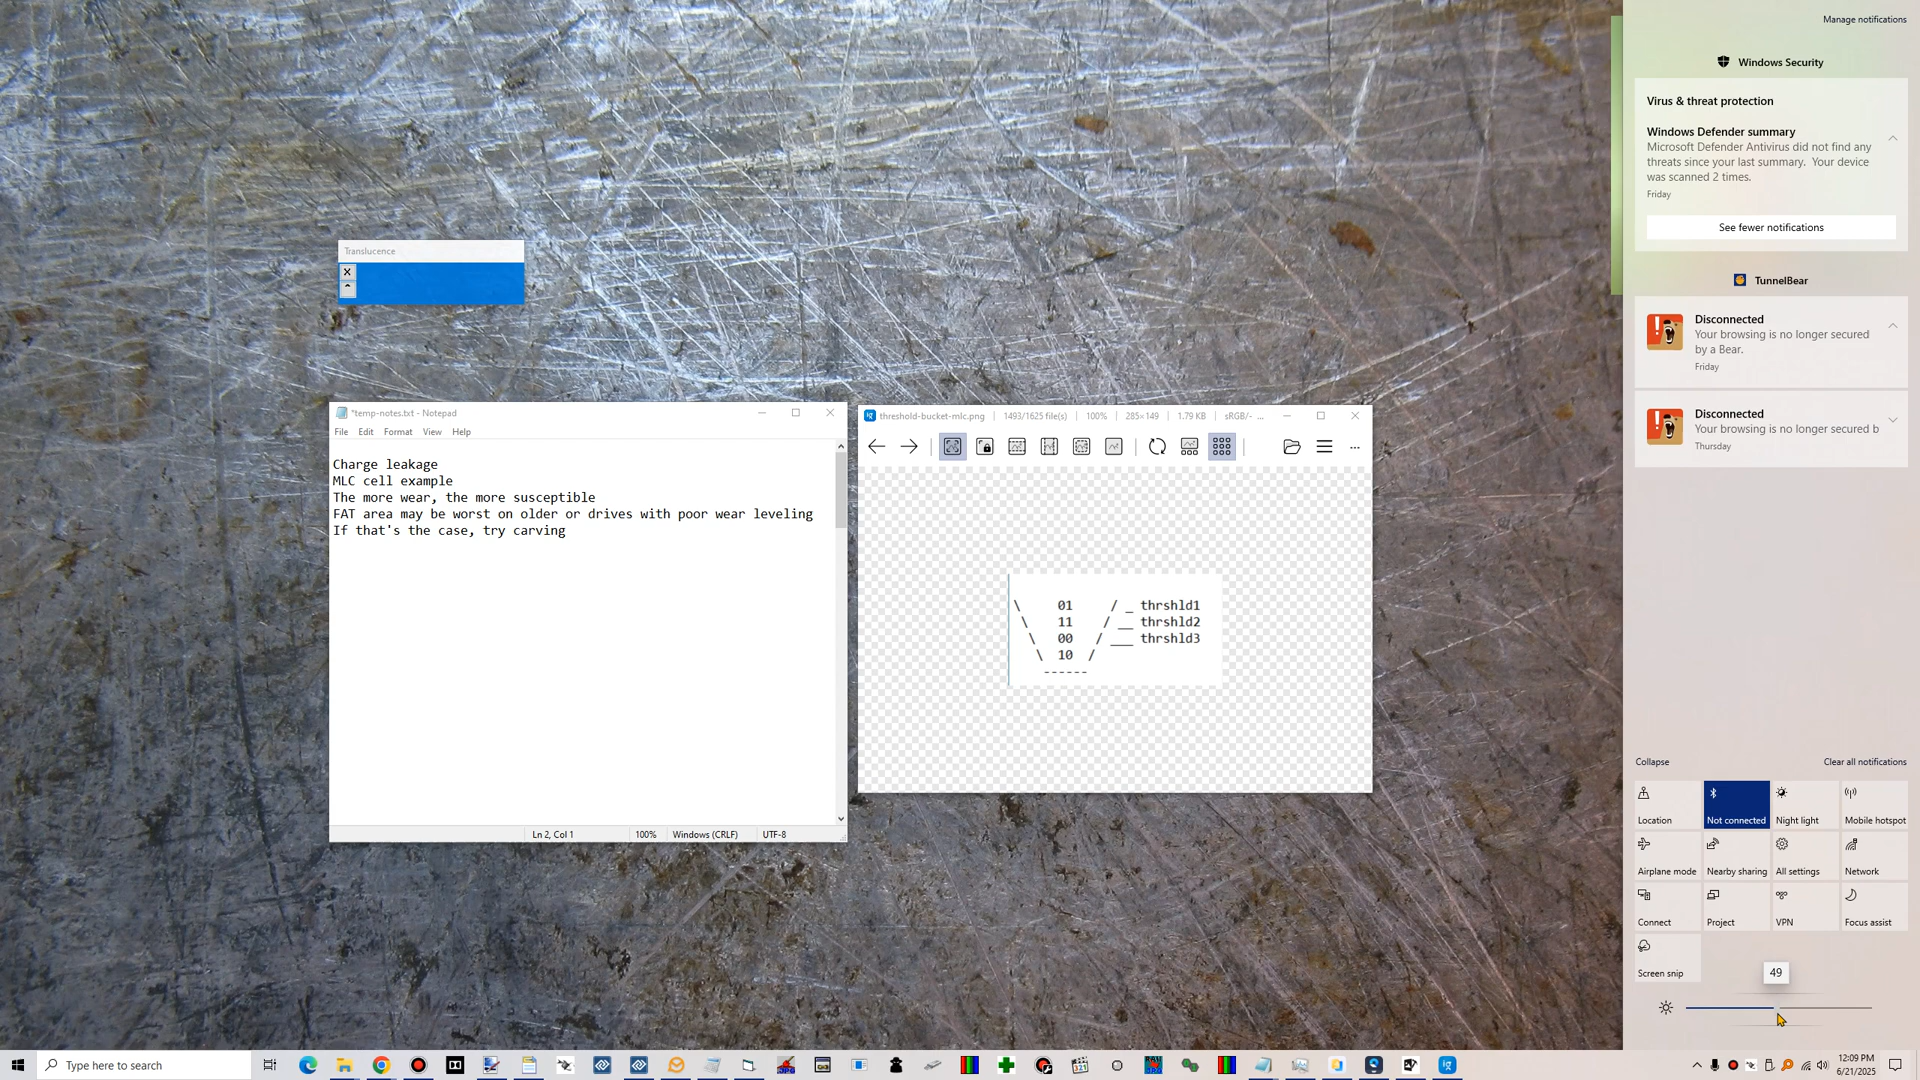 Manage notifications
Windows Security
Virus & threat protection
Windows Defender summary
Microsoft Defender Antivirus did not find any
threats since your last summary. Your device
was scanned 2 times.
Friday
See fewer notifications
TunnelBear
Disconnected
Your browsing is no longer secured
by a Bear.
Friday
Disconnected
Your browsing is no longer secured b
Thursday
Translucence
X
*temp-notes.txt - Notepad
File Edit Format View Help
Charge leakage
MLC cell example
The more wear, the more susceptible
FAT area may be worst on older or drives with poor wear leveling
If that's the case, try carving
Ln 2, Col 1 100% Windows (CRLF) UTF-8
threshold-bucket-mlc.png | 1493/1625 file(s) | 100% | 285×149 | 1.79 KB | sRGB/- ...
\ 01 / _ thrshld1
\ 11 / __ thrshld2
\ 00 / ___ thrshld3
\ 10 /
------
Collapse Clear all notifications
Location Not connected Night light Mobile hotspot
Airplane mode Nearby sharing All settings Network
Connect Project VPN Focus assist
Screen snip
49
Type here to search
12:09 PM
6/21/2025